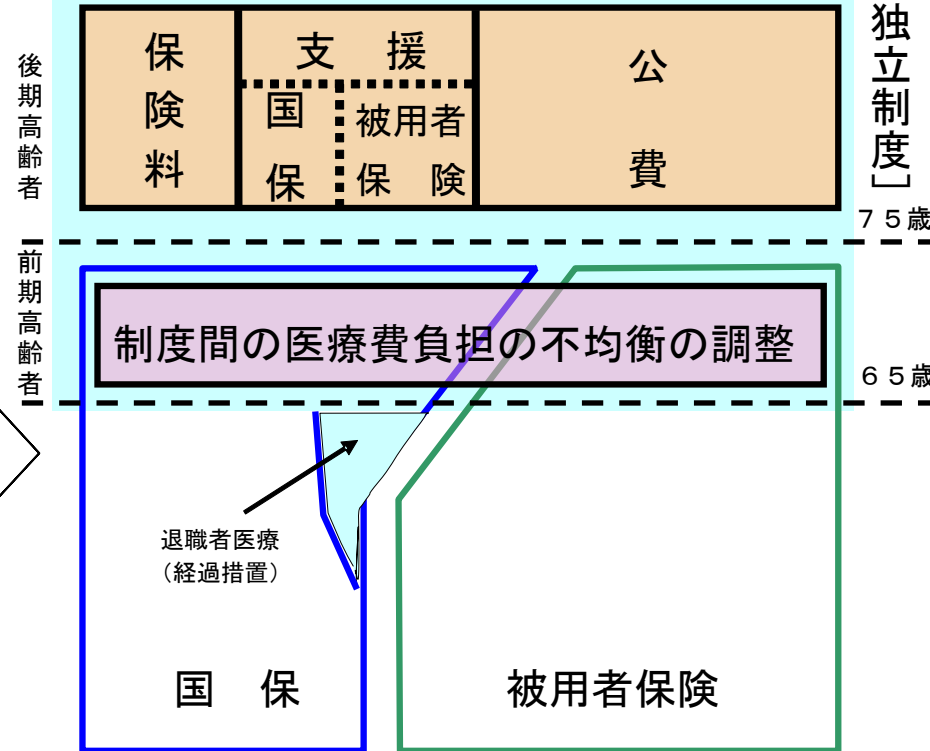 後期高齢者
保険料
支　援
国保
被用者
保　険
公費
独立制度］
７５歳
前期高齢者
制度間の医療費負担の不均衡の調整
６５歳
退職者医療
（経過措置）
国　保
被用者保険